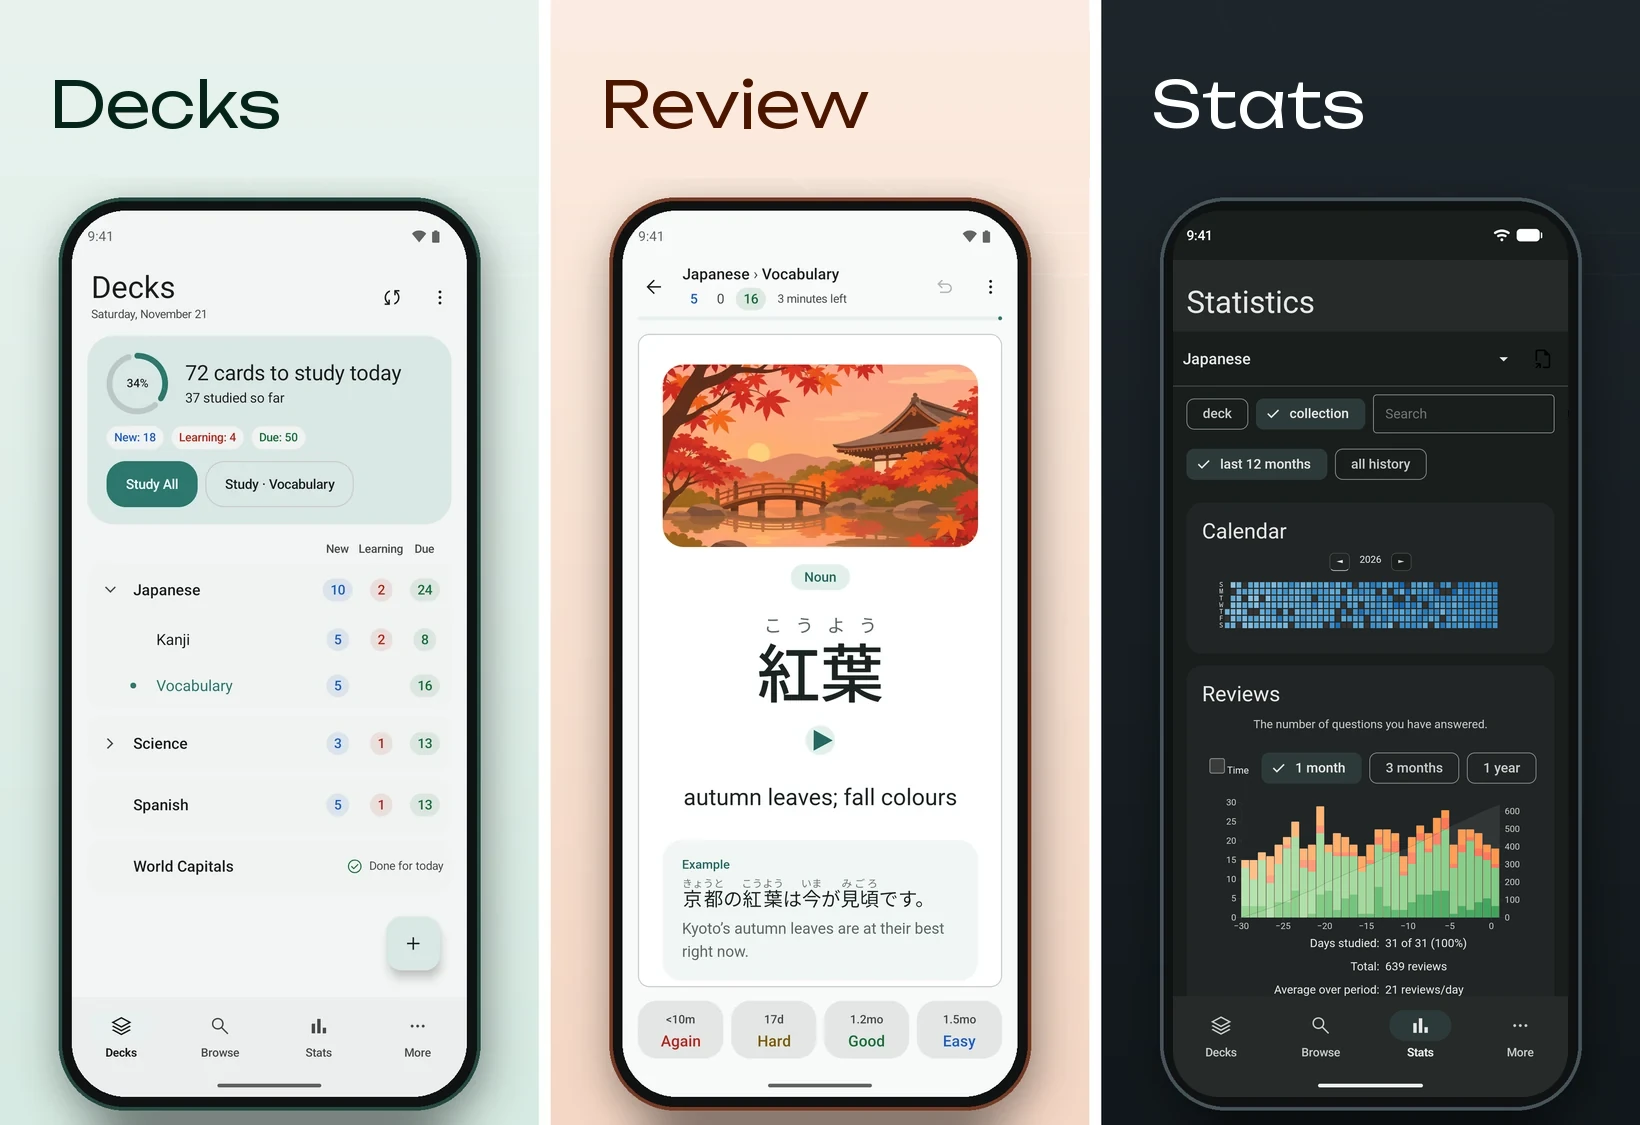 Decks
9:41
Decks
Saturday, November 21
34%
72 cards to study today
37 studied so far
New: 18 Learning: 4 Due: 50
Study All Study · Vocabulary
New Learning Due
Japanese 10 2 24
Kanji 5 2 8
Vocabulary 5 16
Science 3 1 13
Spanish 5 1 13
World Capitals Done for today
+
Decks Browse Stats More
Review
9:41
Japanese › Vocabulary
5 0 16 3 minutes left
Noun
こうよう
紅葉
autumn leaves; fall colours
Example
きょうと こうよう いま みごろ
京都の紅葉は今が見頃です。
Kyoto’s autumn leaves are at their best
right now.
<10m 17d 1.2mo 1.5mo
Again Hard Good Easy
Stats
9:41
Statistics
Japanese
deck collection Search
last 12 months all history
Calendar
2026
S
M
T
W
T
F
S
Reviews
The number of questions you have answered.
Time 1 month 3 months 1 year
30
25
20
15
10
5
0
600
500
400
300
200
100
0
−30 −25 −20 −15 −10 −5 0
Days studied: 31 of 31 (100%)
Total: 639 reviews
Average over period: 21 reviews/day
Decks Browse Stats More